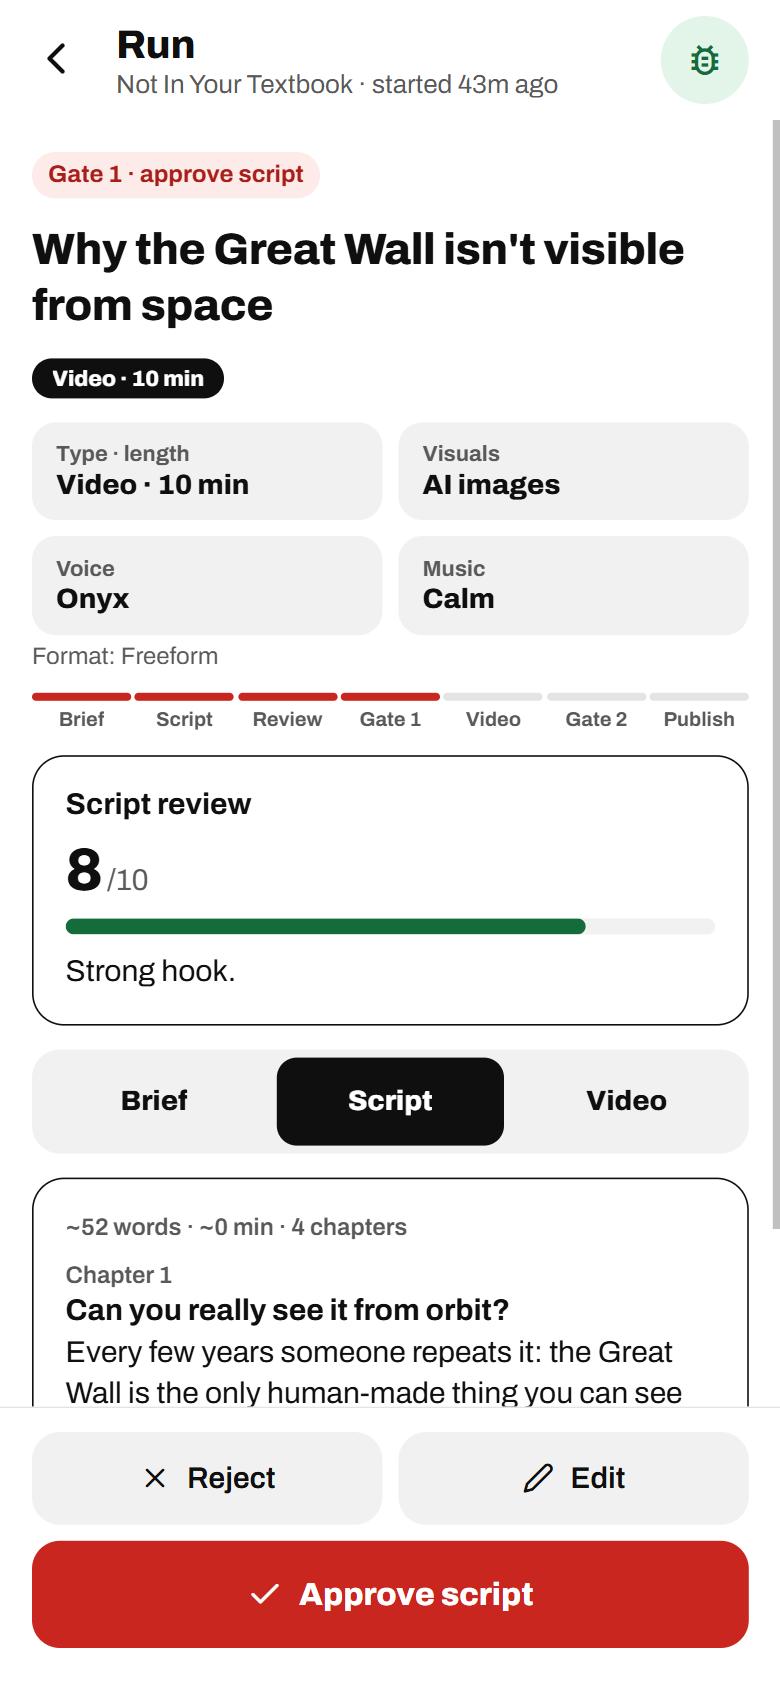 Run
Not In Your Textbook · started 43m ago
Gate 1 · approve script
Why the Great Wall isn't visible
from space
Video · 10 min
Type · length
Video · 10 min
Visuals
AI images
Voice
Onyx
Music
Calm
Format: Freeform
Brief
Script
Review
Gate 1
Video
Gate 2
Publish
Script review
8 /10
Strong hook.
Brief
Script
Video
~52 words · ~0 min · 4 chapters
Chapter 1
Can you really see it from orbit?
Every few years someone repeats it: the Great
Wall is the only human-made thing you can see
Reject
Edit
Approve script